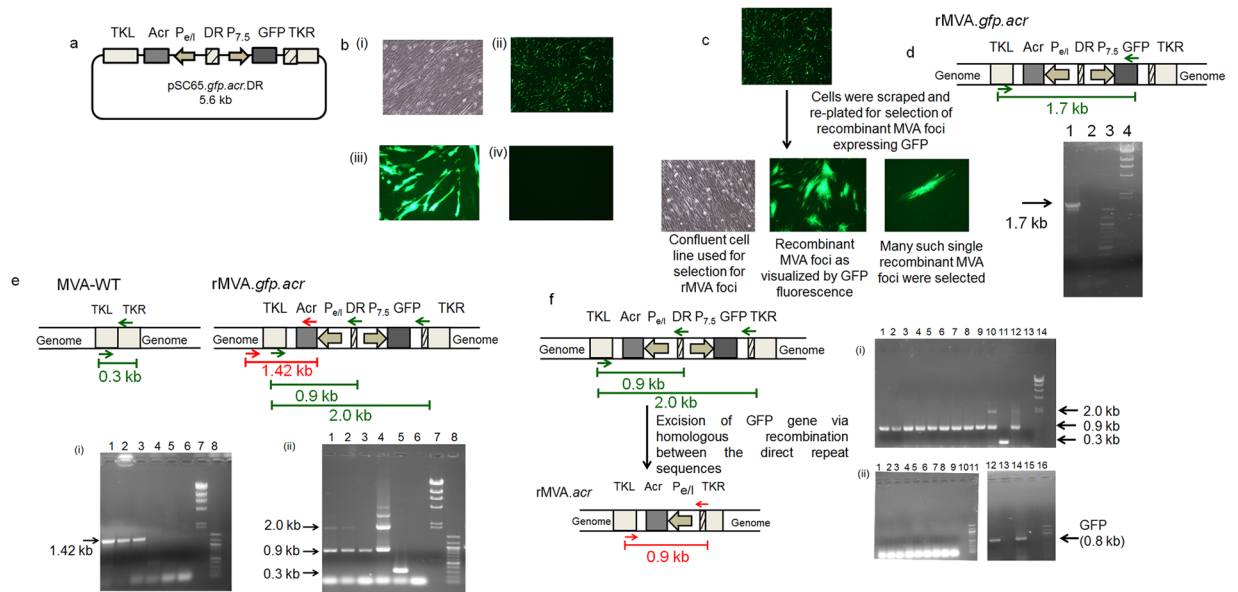 a
TKL Acr Pe/l DR P7.5 GFP TKR
pSC65.gfp.acr.DR
5.6 kb
b
(i)
(ii)
(iii)
(iv)
c
Cells were scraped and
re-plated for selection of
recombinant MVA foci
expressing GFP
Confluent cell
line used for
selection for
rMVA foci
Recombinant
MVA foci as
visualized by GFP
fluorescence
Many such single
recombinant MVA
foci were selected
rMVA.gfp.acr
d
TKL Acr Pe/l DR P7.5 GFP TKR
Genome Genome
1.7 kb
1 2 3 4
1.7 kb
e
MVA-WT
TKL TKR
Genome Genome
0.3 kb
rMVA.gfp.acr
TKL Acr Pe/l DR P7.5 GFP TKR
Genome Genome
1.42 kb
0.9 kb
2.0 kb
(i)
1 2 3 4 5 6 7 8
1.42 kb
(ii)
1 2 3 4 5 6 7 8
2.0 kb
0.9 kb
0.3 kb
f
TKL Acr Pe/l DR P7.5 GFP TKR
Genome Genome
0.9 kb
2.0 kb
Excision of GFP gene via
homologous recombination
between the direct repeat
sequences
rMVA.acr
TKL Acr Pe/l TKR
Genome Genome
0.9 kb
(i)
1 2 3 4 5 6 7 8 9 10 11 12 13 14
2.0 kb
0.9 kb
0.3 kb
(ii)
1 2 3 4 5 6 7 8 9 10 11
12 13 14 15 16
GFP
(0.8 kb)